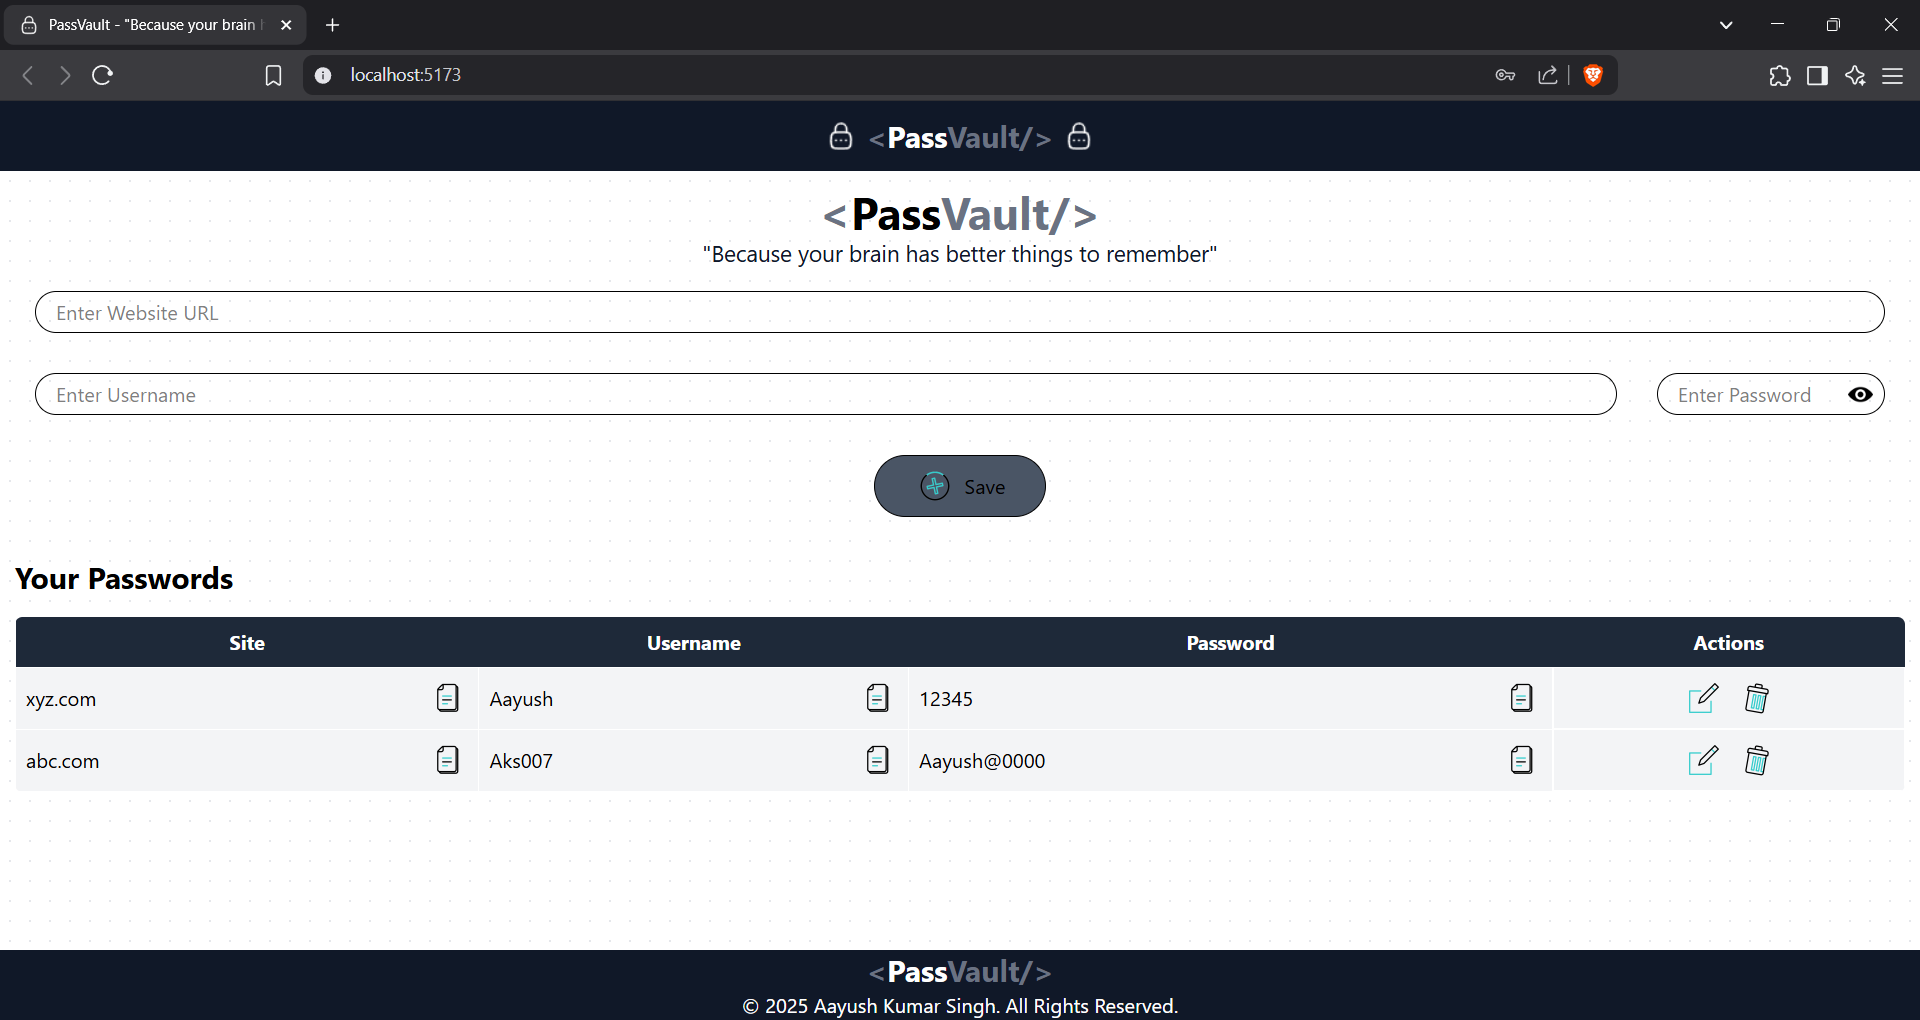 PassVault - "Because your brain
localhost:5173
<PassVault/>
<PassVault/>
"Because your brain has better things to remember"
Enter Website URL
Enter Username
Enter Password
Save
Your Passwords
Site Username Password Actions
xyz.com Aayush 12345
abc.com Aks007 Aayush@0000
<PassVault/>
© 2025 Aayush Kumar Singh. All Rights Reserved.